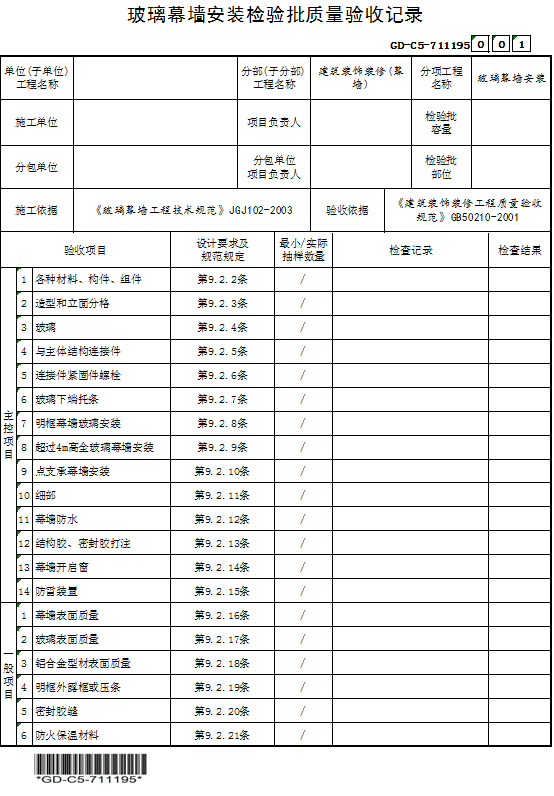 玻璃幕墙安装检验批质量验收记录
GD-C5-711195 0 0 1
单位(子单位)
工程名称
分部(子分部)
工程名称
建筑装饰装修(幕
墙)
分项工程
名称
玻璃幕墙安装
施工单位
项目负责人
检验批
容量
分包单位
分包单位
项目负责人
检验批
部位
施工依据
《玻璃幕墙工程技术规范》JGJ102-2003
验收依据
《建筑装饰装修工程质量验收
规范》GB50210-2001
验收项目
设计要求及
规范规定
最小/实际
抽样数量
检查记录
检查结果
主控项目
1 各种材料、构件、组件 第9.2.2条 /
2 造型和立面分格 第9.2.3条 /
3 玻璃 第9.2.4条 /
4 与主体结构连接件 第9.2.5条 /
5 连接件紧固件螺栓 第9.2.6条 /
6 玻璃下端托条 第9.2.7条 /
7 明框幕墙玻璃安装 第9.2.8条 /
8 超过4m高全玻璃幕墙安装 第9.2.9条 /
9 点支承幕墙安装 第9.2.10条 /
10 细部 第9.2.11条 /
11 幕墙防水 第9.2.12条 /
12 结构胶、密封胶打注 第9.2.13条 /
13 幕墙开启窗 第9.2.14条 /
14 防雷装置 第9.2.15条 /
一般项目
1 幕墙表面质量 第9.2.16条 /
2 玻璃表面质量 第9.2.17条 /
3 铝合金型材表面质量 第9.2.18条 /
4 明框外露框或压条 第9.2.19条 /
5 密封胶缝 第9.2.20条 /
6 防火保温材料 第9.2.21条 /
*GD-C5-711195*